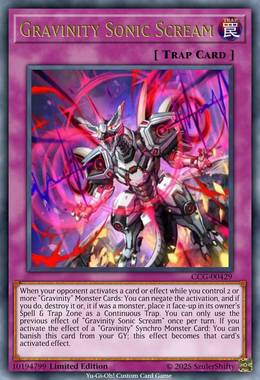 GRAVINITY SONIC SCREAM
TRAP
罠
[ TRAP CARD ]
CCG-00429
When your opponent activates a card or effect while you control 2 or
more "Gravinity" Monster Cards: You can negate the activation, and if
you do, destroy it, or, if it was a monster, place it face-up in its owner's
Spell & Trap Zone as a Continuous Trap. You can only use the
previous effect of "Gravinity Sonic Scream" once per turn. If you
activate the effect of a "Gravinity" Synchro Monster Card: You can
banish this card from your GY; this effect becomes that card's
activated effect.
10194799 Limited Edition
©2025 SzulerShifty
Yu-Gi-Oh! Custom Card Game